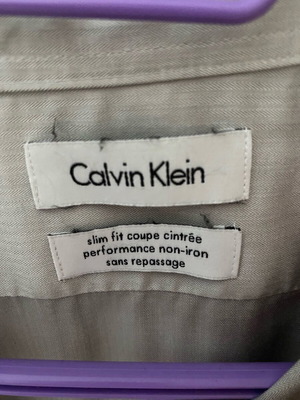 Calvin Klein
slim fit coupe cintrée
performance non-iron
sans repassage